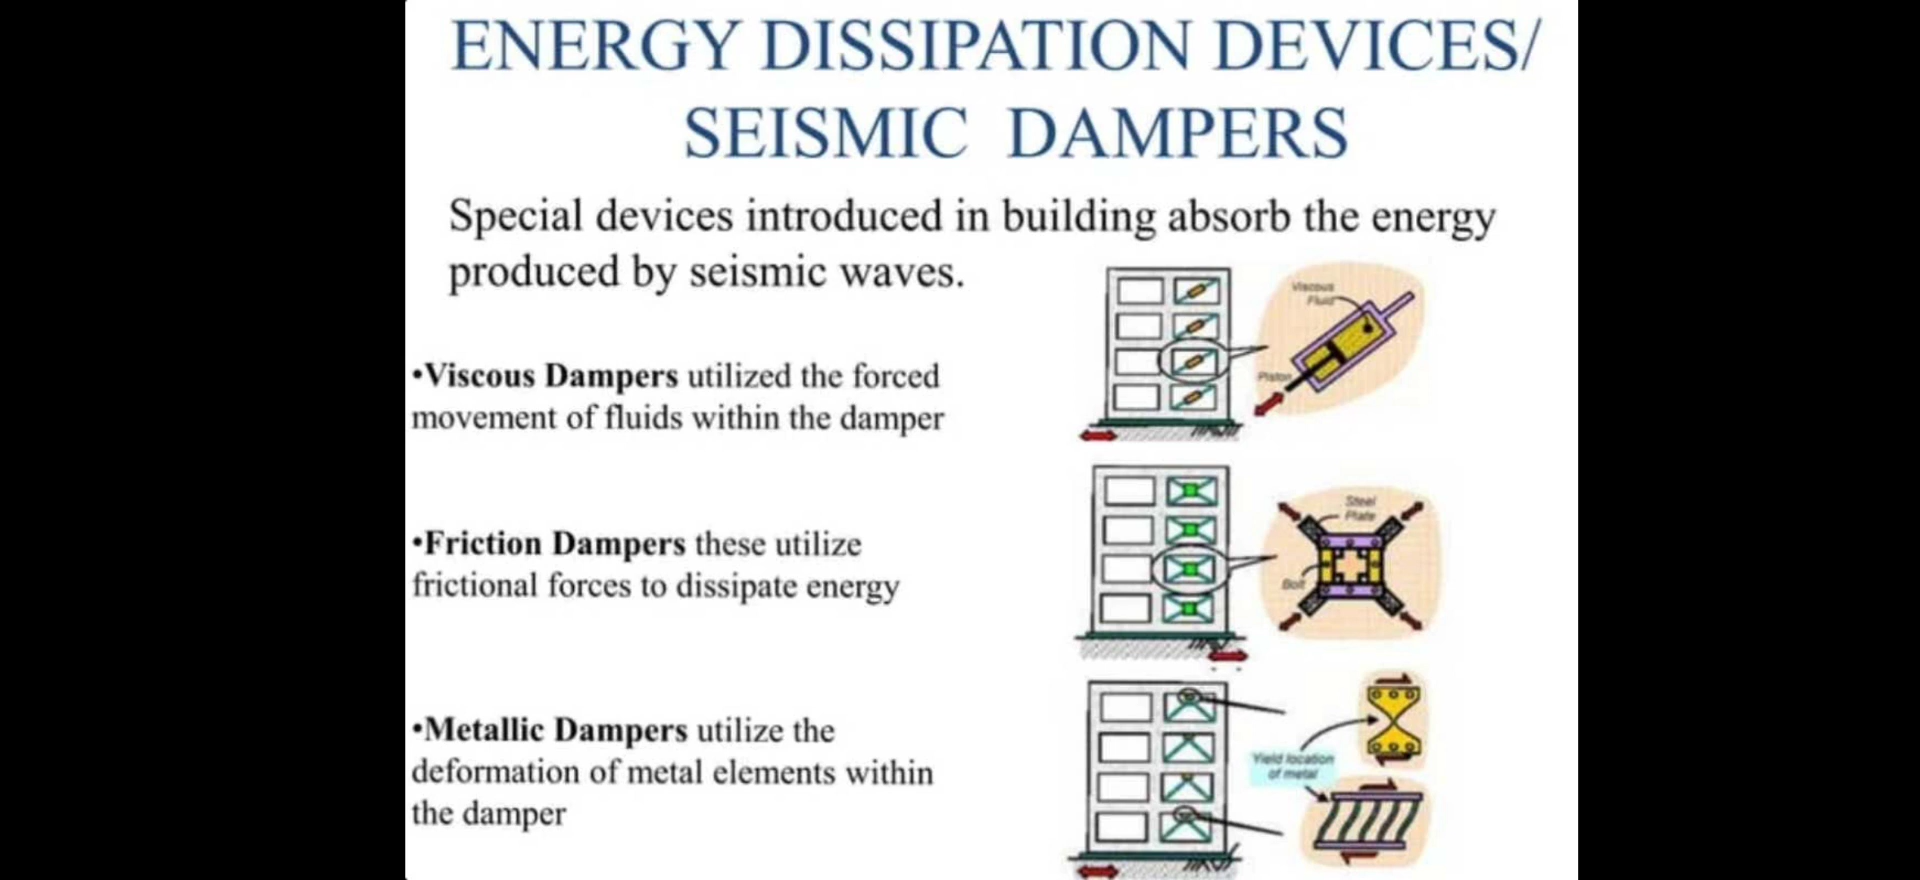 ENERGY DISSIPATION DEVICES/
SEISMIC DAMPERS
Special devices introduced in building absorb the energy
produced by seismic waves.
•Viscous Dampers utilized the forced
movement of fluids within the damper
Viscous
Fluid
Piston
•Friction Dampers these utilize
frictional forces to dissipate energy
Steel
Plate
Bolt
•Metallic Dampers utilize the
deformation of metal elements within
the damper
Yield location
of metal